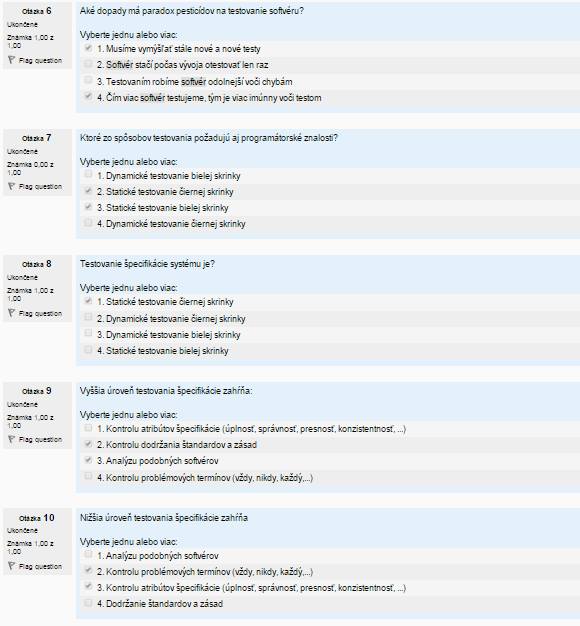 Otázka 6
Ukončené
Známka 1,00 z
1,00
Flag question
Aké dopady má paradox pesticídov na testovanie softvéru?
Vyberte jednu alebo viac:
1. Musíme vymýšľať stále nové a nové testy
2. Softvér stačí počas vývoja otestovať len raz
3. Testovaním robíme softvér odolnejší voči chybám
4. Čím viac softvér testujeme, tým je viac imúnny voči testom
Otázka 7
Ukončené
Známka 0,00 z
1,00
Flag question
Ktoré zo spôsobov testovania požadujú aj programátorské znalosti?
Vyberte jednu alebo viac:
1. Dynamické testovanie bielej skrinky
2. Statické testovanie čiernej skrinky
3. Statické testovanie bielej skrinky
4. Dynamické testovanie čiernej skrinky
Otázka 8
Ukončené
Známka 1,00 z
1,00
Flag question
Testovanie špecifikácie systému je?
Vyberte jednu alebo viac:
1. Statické testovanie čiernej skrinky
2. Dynamické testovanie čiernej skrinky
3. Dynamické testovanie bielej skrinky
4. Statické testovanie bielej skrinky
Otázka 9
Ukončené
Známka 1,00 z
1,00
Flag question
Vyššia úroveň testovania špecifikácie zahŕňa:
Vyberte jednu alebo viac:
1. Kontrolu atribútov špecifikácie (úplnosť, správnosť, presnosť, konzistentnosť, ...)
2. Kontrolu dodržania štandardov a zásad
3. Analýzu podobných softvérov
4. Kontrolu problémových termínov (vždy, nikdy, každý,...)
Otázka 10
Ukončené
Známka 1,00 z
1,00
Flag question
Nižšia úroveň testovania špecifikácie zahŕňa
Vyberte jednu alebo viac:
1. Analýzu podobných softvérov
2. Kontrolu problémových termínov (vždy, nikdy, každý,...)
3. Kontrolu atribútov špecifikácie (úplnosť, správnosť, presnosť, konzistentnosť, ...)
4. Dodržanie štandardov a zásad